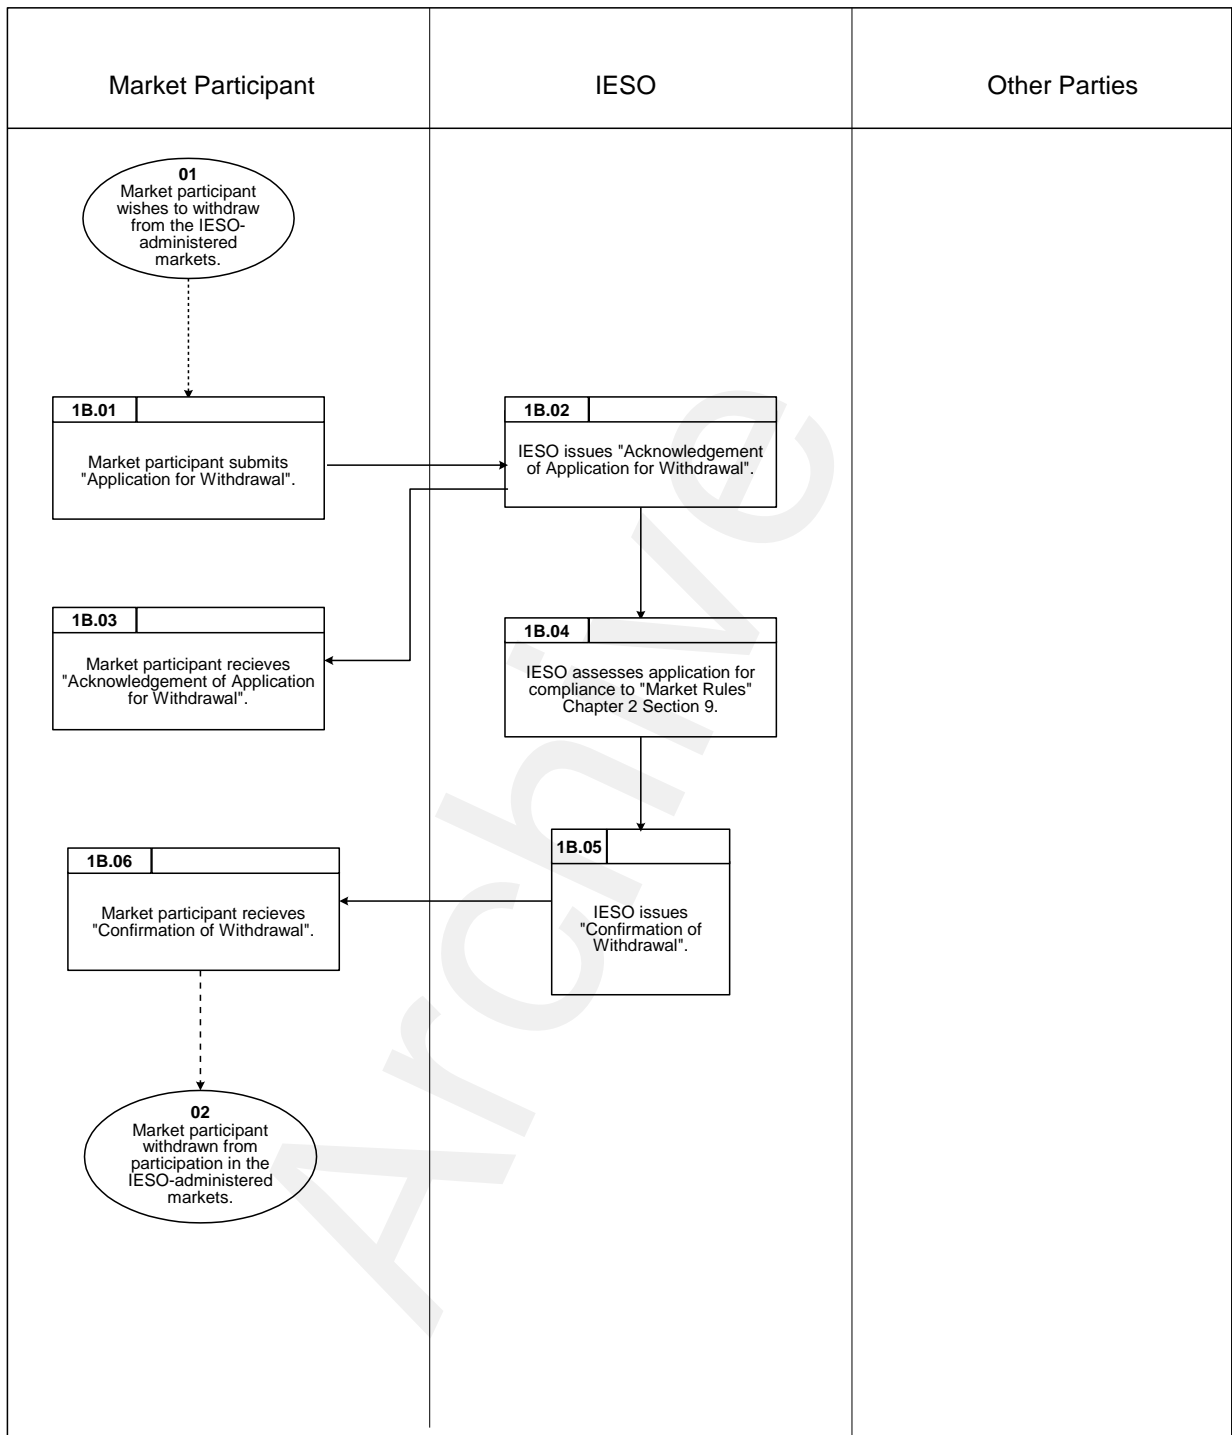 Market Participant
IESO
Other Parties
01
Market participant
wishes to withdraw
from the IESO-
administered
markets.
1B.01
Market participant submits
"Application for Withdrawal".
1B.02
IESO issues "Acknowledgement
of Application for Withdrawal".
1B.03
Market participant recieves
"Acknowledgement of Application
for Withdrawal".
1B.04
IESO assesses application for
compliance to "Market Rules"
Chapter 2 Section 9.
1B.05
IESO issues
"Confirmation of
Withdrawal".
1B.06
Market participant recieves
"Confirmation of Withdrawal".
02
Market participant
withdrawn from
participation in the
IESO-administered
markets.
Archive